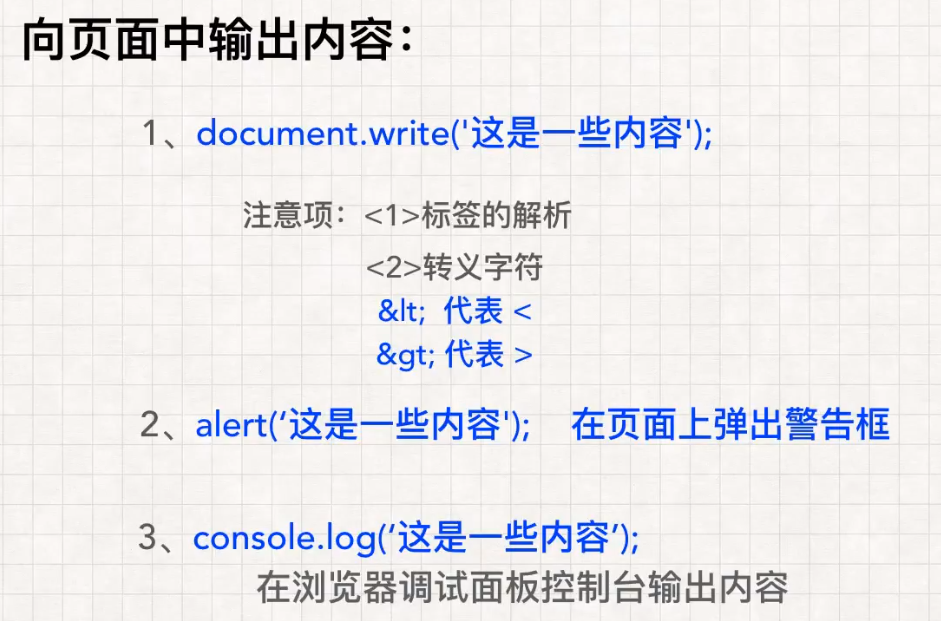 向页面中输出内容：
1、document.write('这是一些内容');
注意项：<1>标签的解析
<2>转义字符
&lt; 代表 <
&gt; 代表 >
2、alert(‘这是一些内容'); 在页面上弹出警告框
3、console.log(‘这是一些内容’);
在浏览器调试面板控制台输出内容